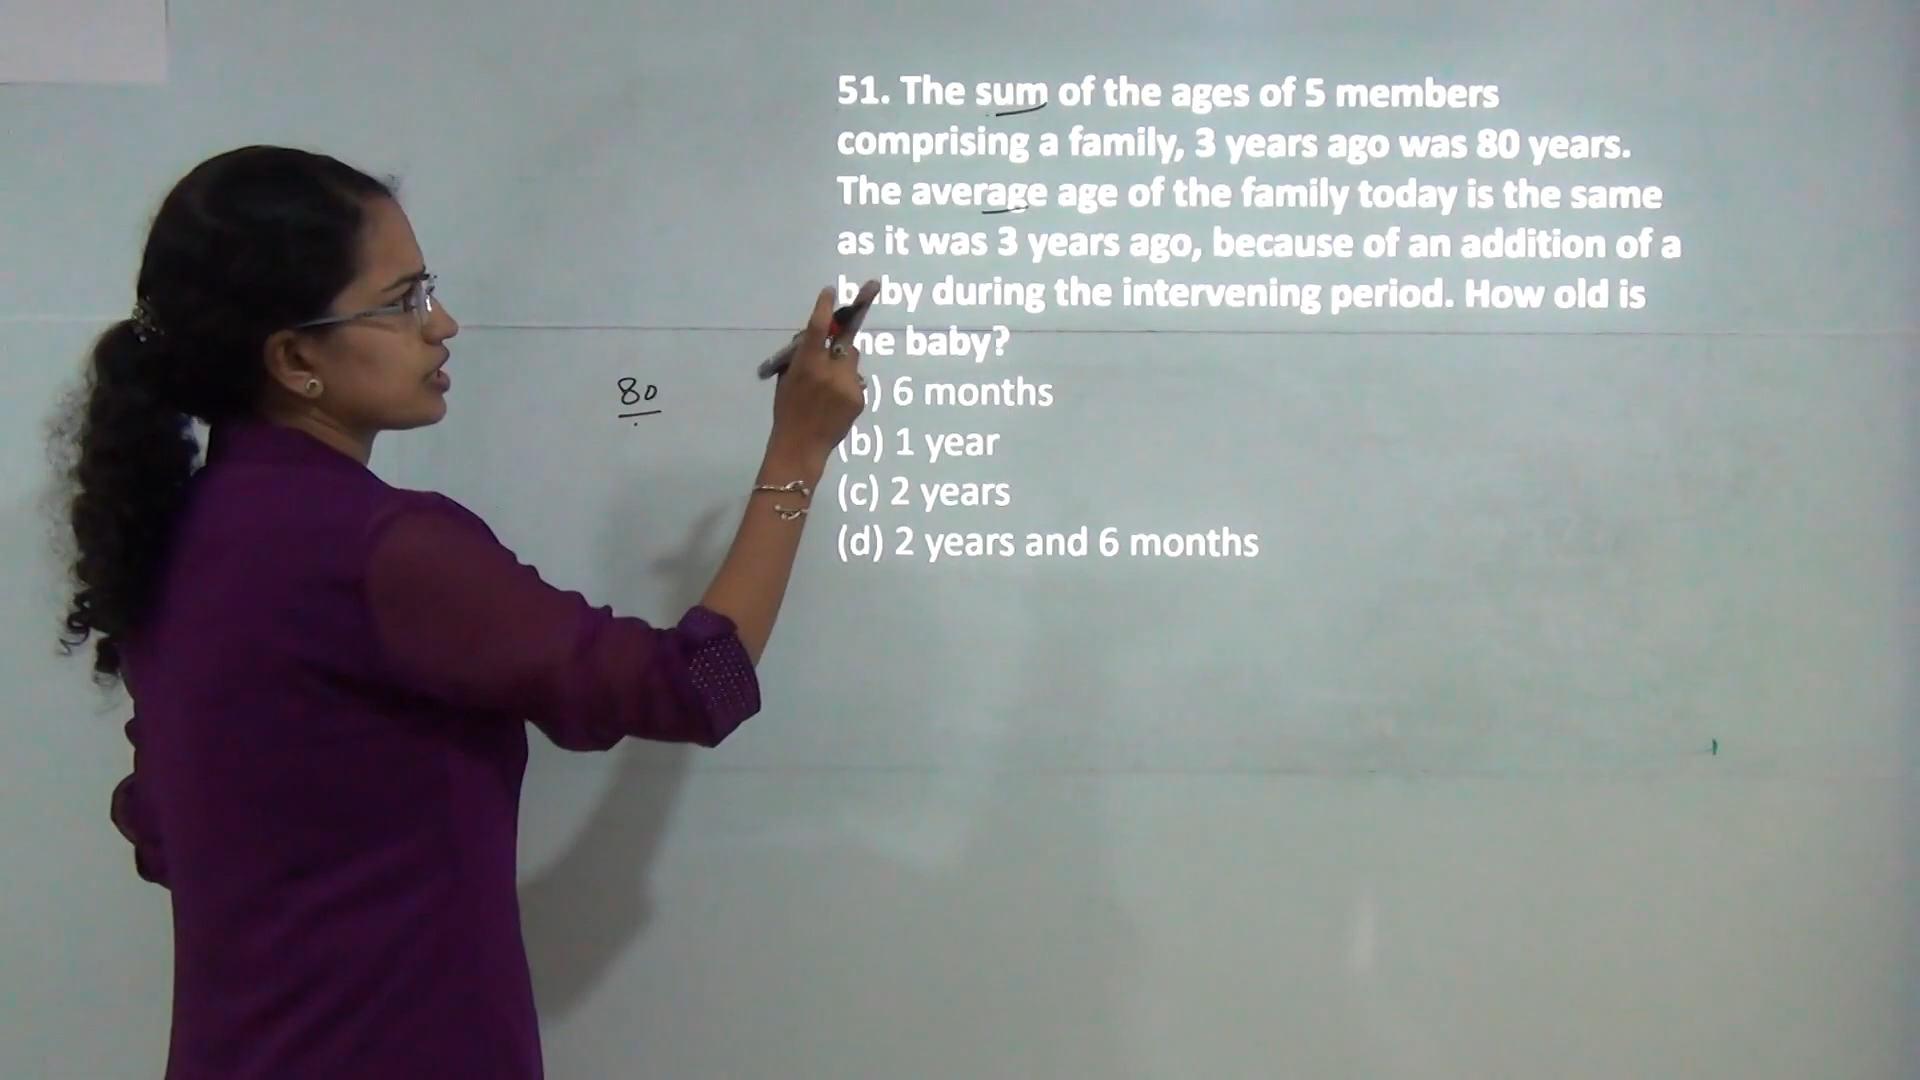 51. The sum of the ages of 5 members
comprising a family, 3 years ago was 80 years.
The average age of the family today is the same
as it was 3 years ago, because of an addition of a
baby during the intervening period. How old is
he baby?
) 6 months
80
(b) 1 year
(c) 2 years
(d) 2 years and 6 months